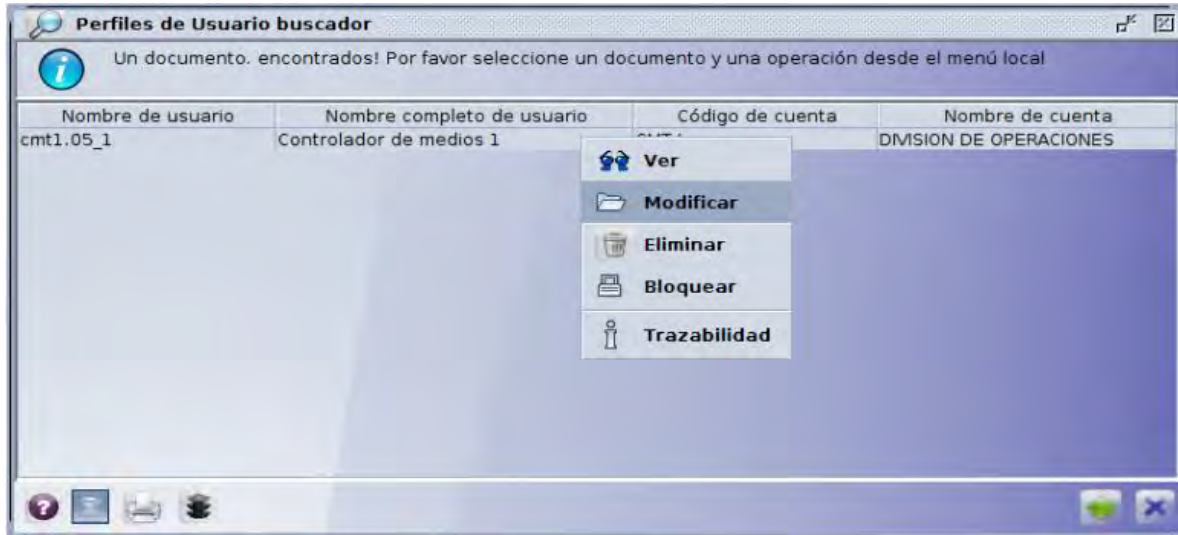 Perfiles de Usuario buscador
Un documento. encontrados! Por favor seleccione un documento y una operación desde el menú local
Nombre de usuario Nombre completo de usuario Código de cuenta Nombre de cuenta
cmt1.05_1 Controlador de medios 1 DIVISION DE OPERACIONES
Ver
Modificar
Eliminar
Bloquear
Trazabilidad